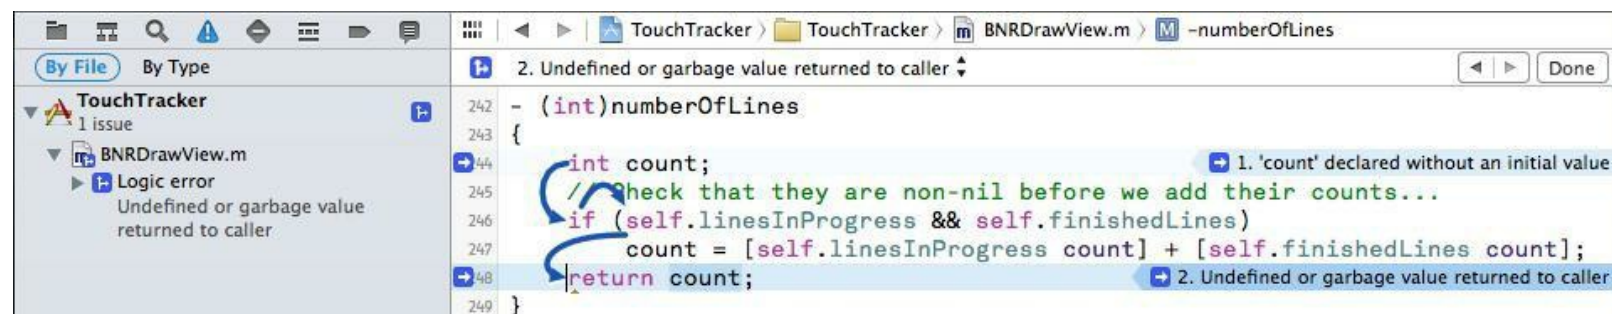 TouchTracker TouchTracker BNRDrawView.m M -numberOfLines
By File By Type
2. Undefined or garbage value returned to caller Done
TouchTracker
1 issue
BNRDrawView.m
Logic error
Undefined or garbage value
returned to caller
242 - (int)numberOfLines
243 {
44 int count; 1. 'count' declared without an initial value
245 // Check that they are non-nil before we add their counts...
246 if (self.linesInProgress && self.finishedLines)
247 count = [self.linesInProgress count] + [self.finishedLines count];
248 return count; 2. Undefined or garbage value returned to caller
249 }